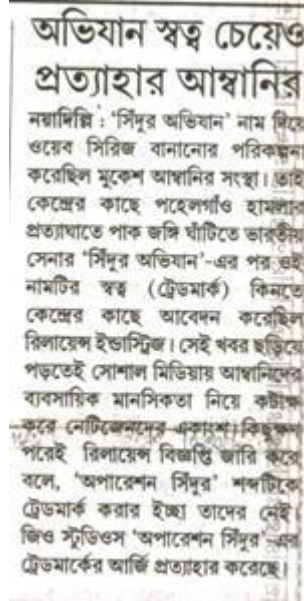 অভিযান স্বত্ব চেয়েও
প্রত্যাহার আম্বানির
নয়াদিল্লি : 'সিঁদুর অভিযান' নাম দিয়ে
ওয়েব সিরিজ বানানোর পরিকল্পনা
করেছিল মুকেশ আম্বানির সংস্থা। তাই
কেন্দ্রের কাছে পহেলগাঁও হামলার
প্রত্যাঘাতে পাক জঙ্গি ঘাঁটিতে ভারতীয়
সেনার 'সিঁদুর অভিযান'-এর পর ওই
নামটির স্বত্ব (ট্রেডমার্ক) কিনতে
কেন্দ্রের কাছে আবেদন করেছিল
রিলায়েন্স ইন্ডাস্ট্রিজ। সেই খবর ছড়িয়ে
পড়তেই সোশাল মিডিয়ায় আম্বানিদের
ব্যবসায়িক মানসিকতা নিয়ে কটাক্ষ
করে নেটিজেনদের একাংশ। কিছুক্ষণ
পরেই রিলায়েন্স বিজ্ঞপ্তি জারি করে
বলে, 'অপারেশন সিঁদুর' শব্দটিকে
ট্রেডমার্ক করার ইচ্ছা তাদের নেই।
জিও স্টুডিওস 'অপারেশন সিঁদুর'-এর
ট্রেডমার্কের আর্জি প্রত্যাহার করেছে।